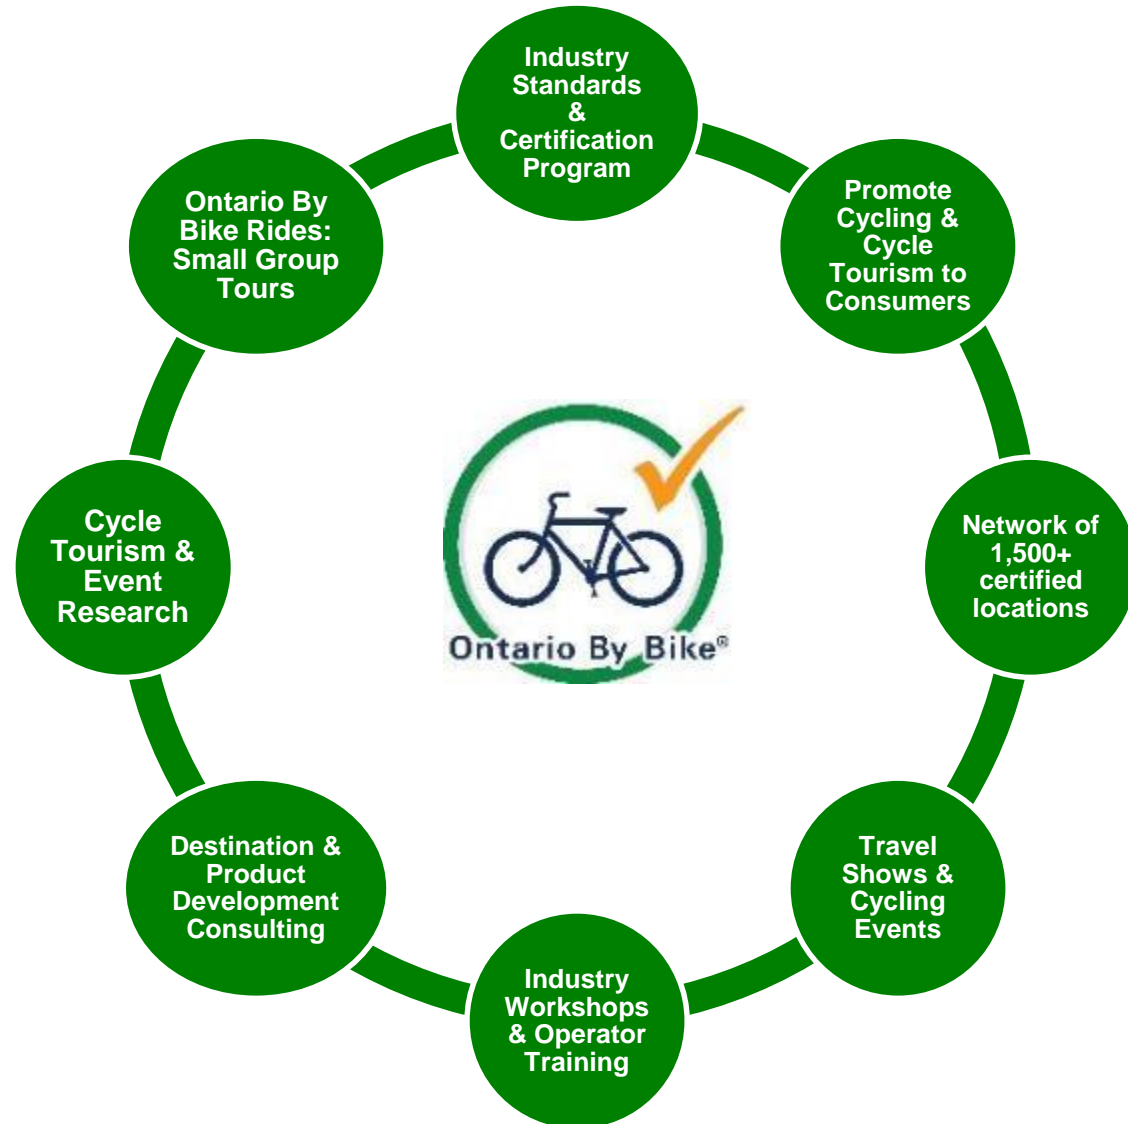 Industry
Standards
&
Certification
Program
Promote
Cycling &
Cycle
Tourism to
Consumers
Network of
1,500+
certified
locations
Travel
Shows &
Cycling
Events
Industry
Workshops
& Operator
Training
Destination &
Product
Development
Consulting
Cycle
Tourism &
Event
Research
Ontario By
Bike Rides:
Small Group
Tours
Ontario By Bike®